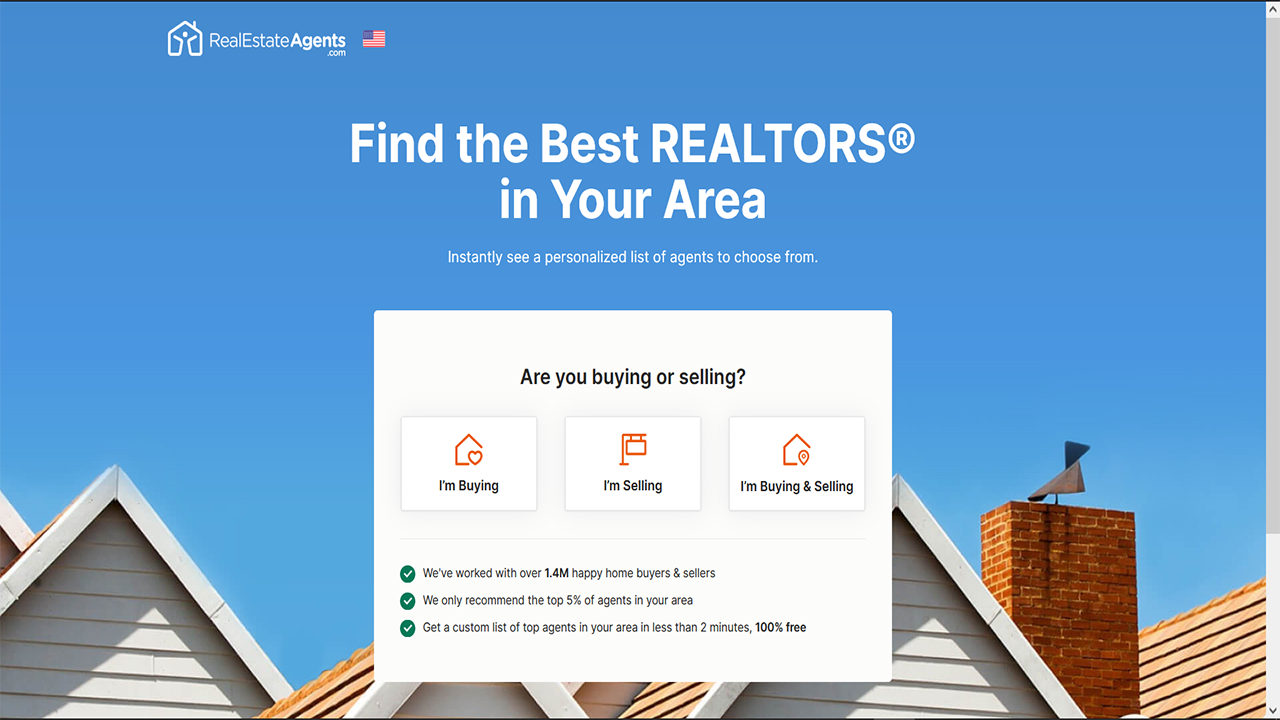 RealEstateAgents
.com
Find the Best REALTORS®
in Your Area
Instantly see a personalized list of agents to choose from.
Are you buying or selling?
I'm Buying
I'm Selling
I'm Buying & Selling
We've worked with over 1.4M happy home buyers & sellers
We only recommend the top 5% of agents in your area
Get a custom list of top agents in your area in less than 2 minutes, 100% free